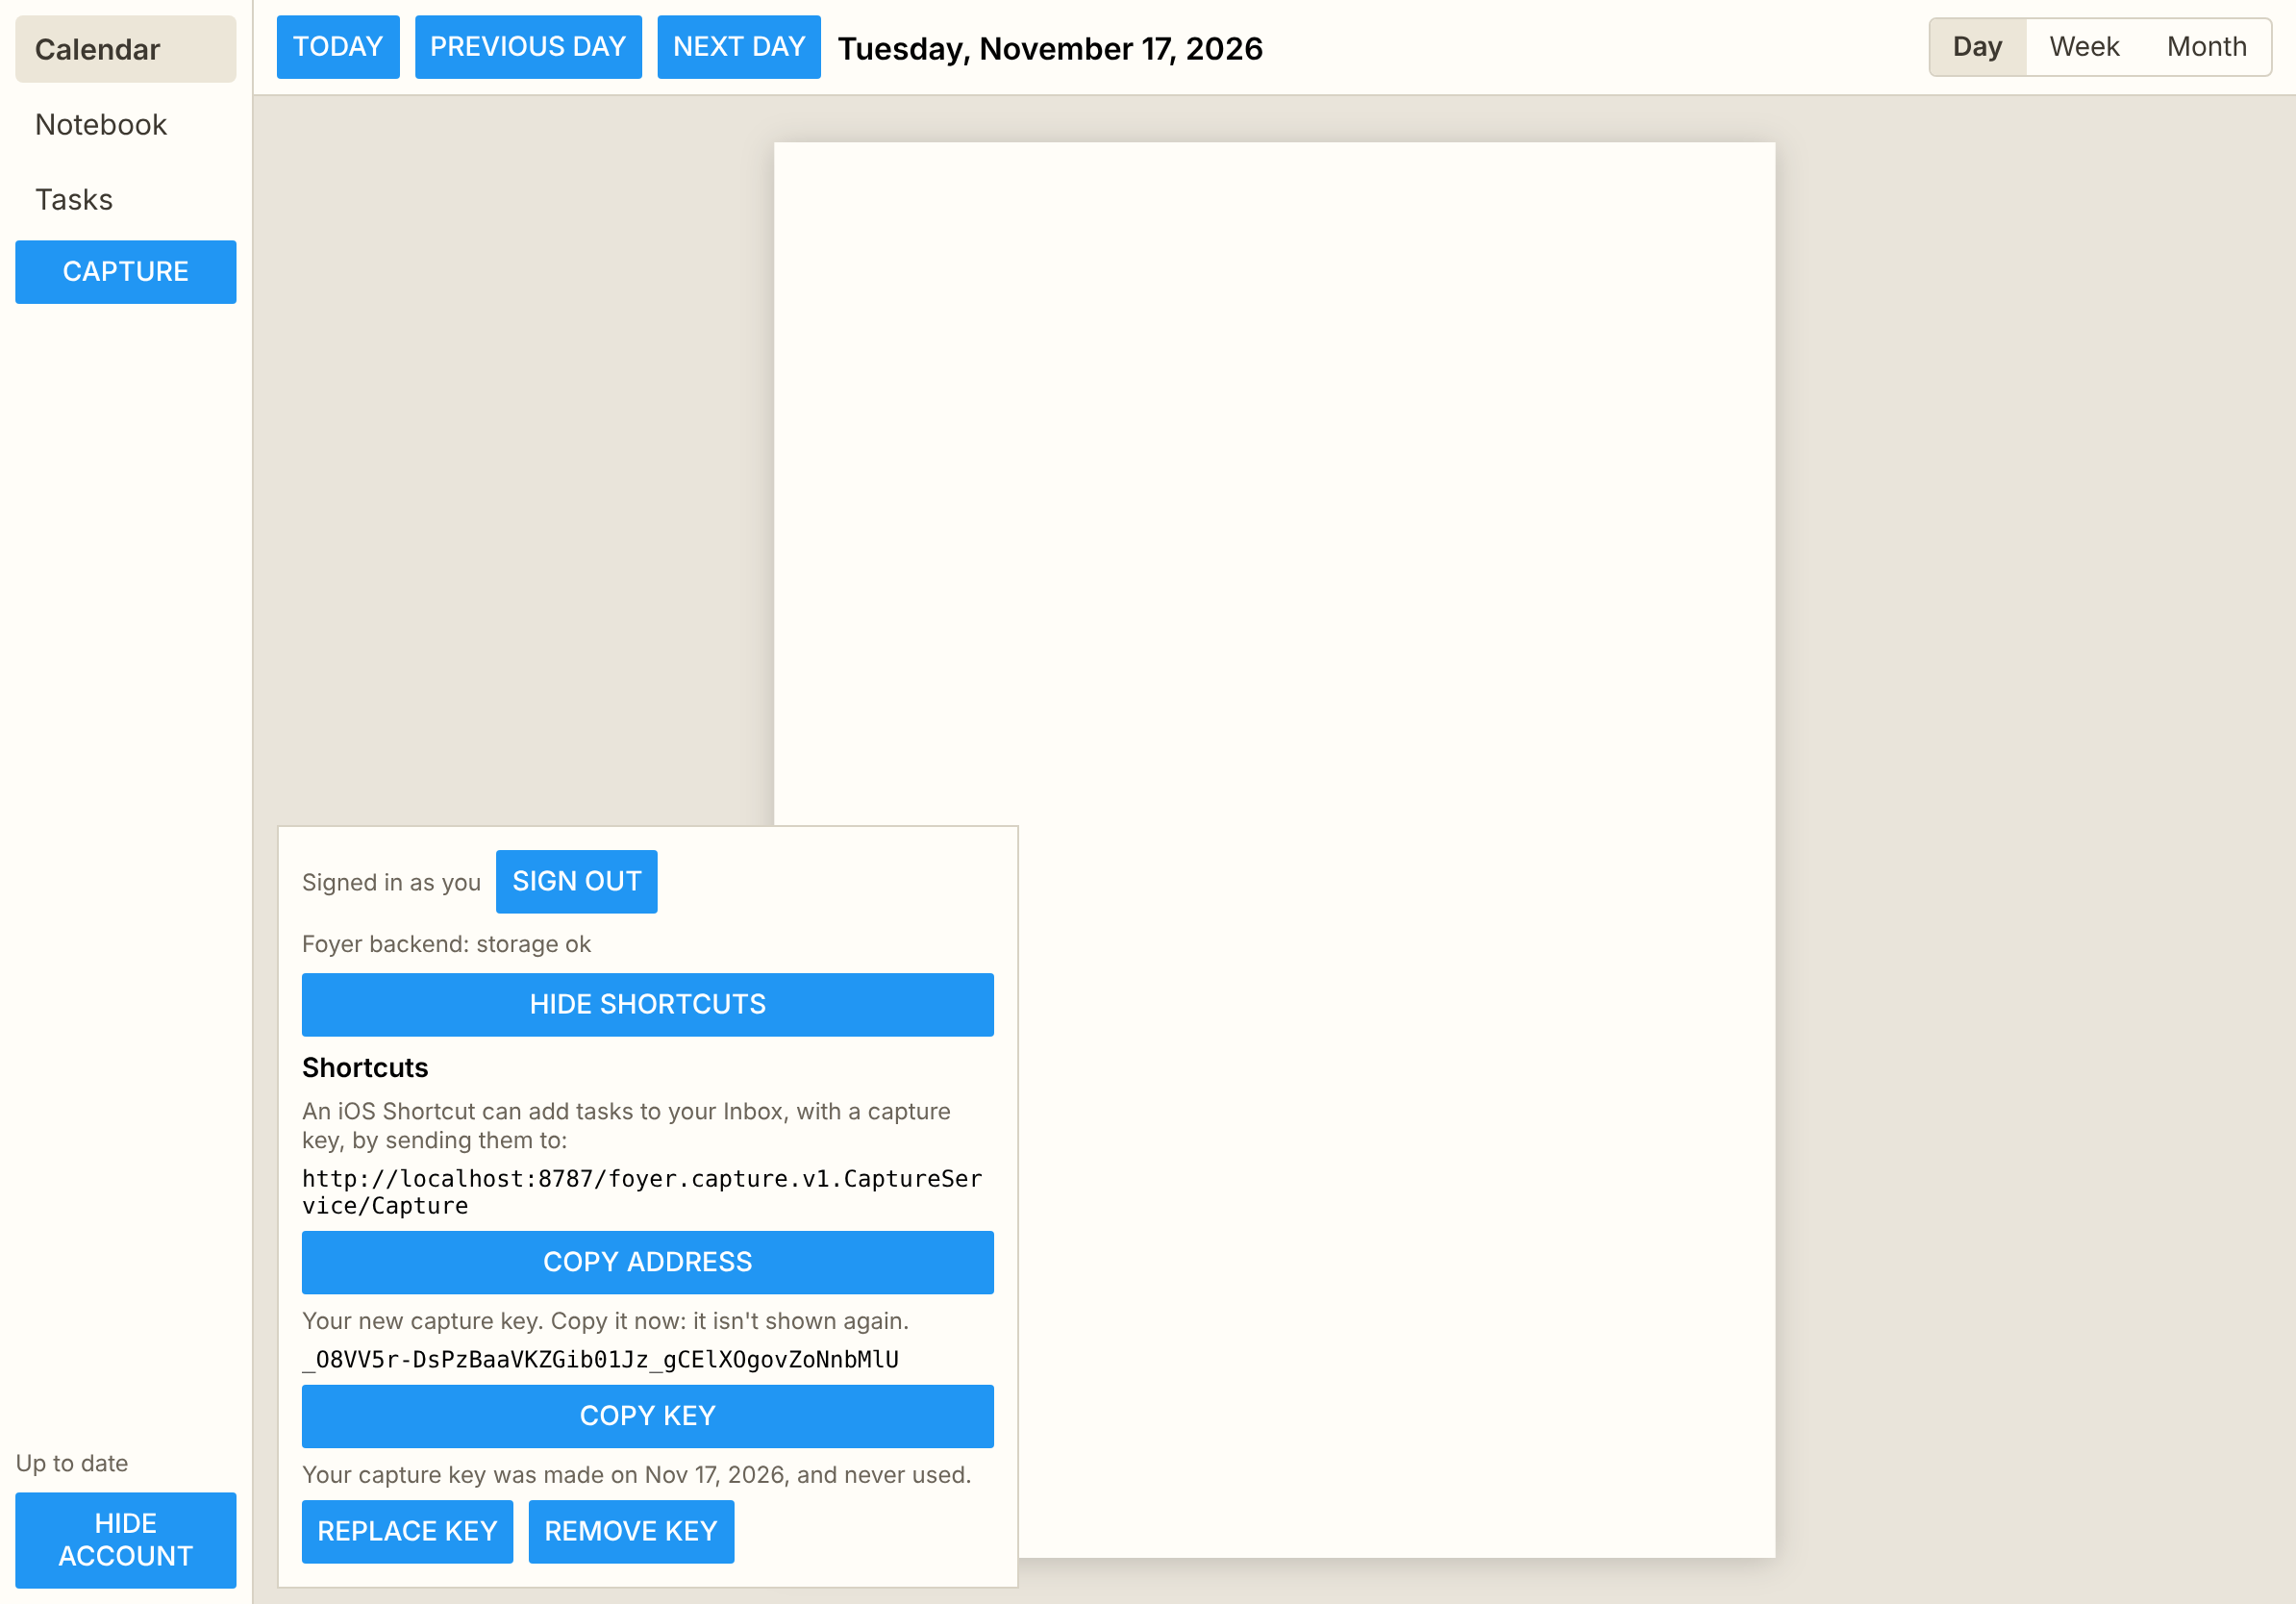 Calendar
Notebook
Tasks
CAPTURE
TODAY PREVIOUS DAY NEXT DAY Tuesday, November 17, 2026
Day Week Month
Signed in as you SIGN OUT
Foyer backend: storage ok
HIDE SHORTCUTS
Shortcuts
An iOS Shortcut can add tasks to your Inbox, with a capture
key, by sending them to:
http://localhost:8787/foyer.capture.v1.CaptureSer
vice/Capture
COPY ADDRESS
Your new capture key. Copy it now: it isn't shown again.
_O8VV5r-DsPzBaaVKZGib01Jz_gCElXOgovZoNnbMlU
COPY KEY
Your capture key was made on Nov 17, 2026, and never used.
REPLACE KEY REMOVE KEY
Up to date
HIDE
ACCOUNT